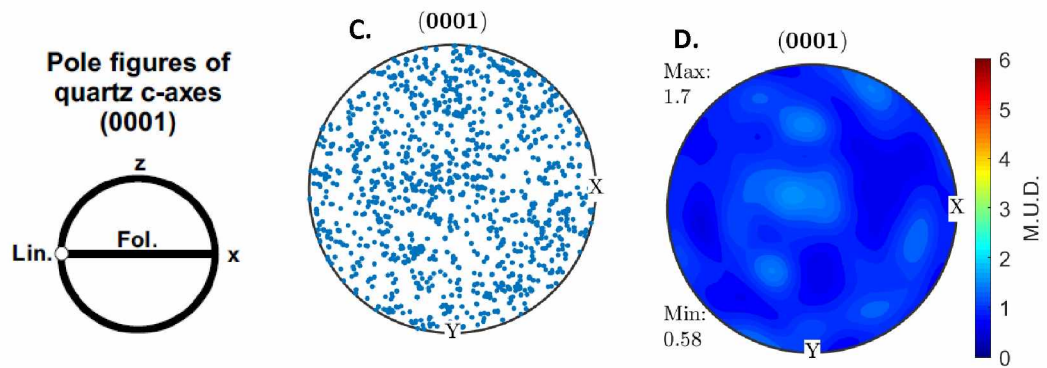 Pole figures of
quartz c-axes
(0001)
z
Lin.
Fol.
x
C.
(0001)
X
Y
D.
(0001)
Max:
1.7
X
Min:
0.58
Y
6
5
4
3
2
1
0
M.U.D.